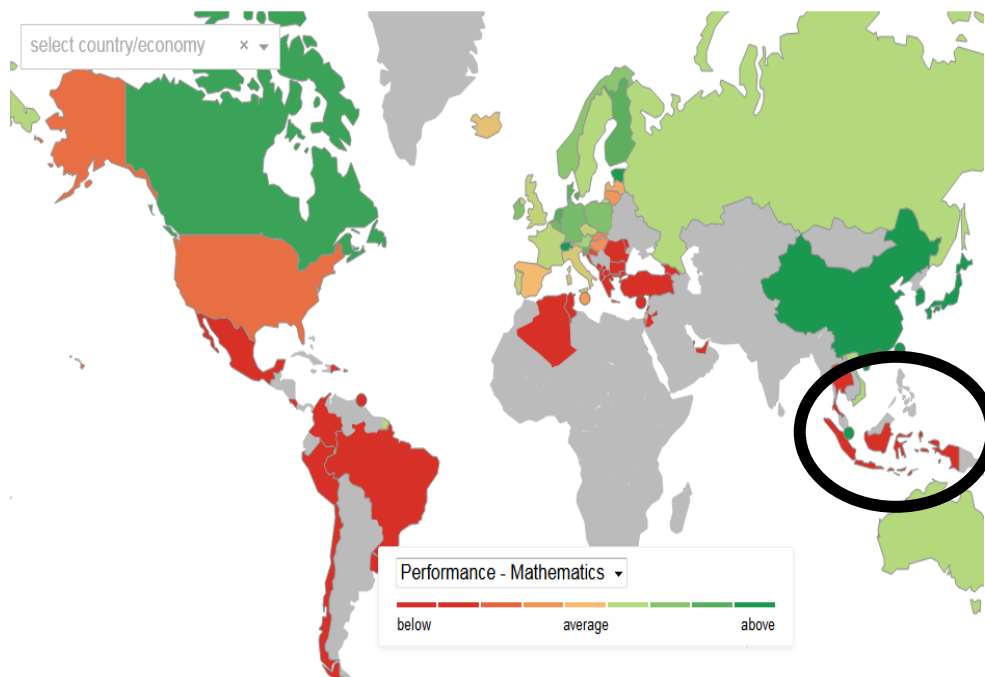 select country/economy × ▾
Performance - Mathematics ▾
below average above